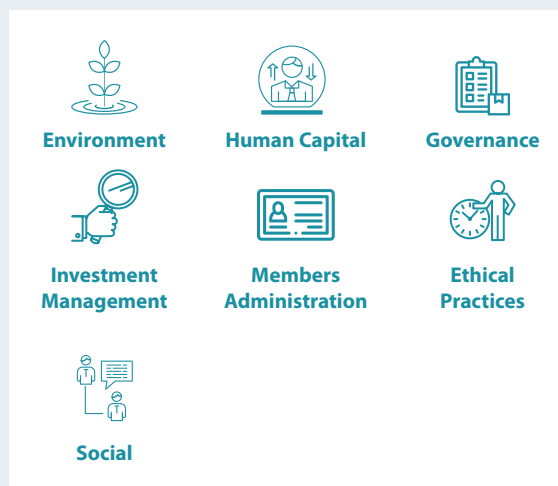 Environment
Human Capital
Governance
Investment
Management
Members
Administration
Ethical
Practices
Social